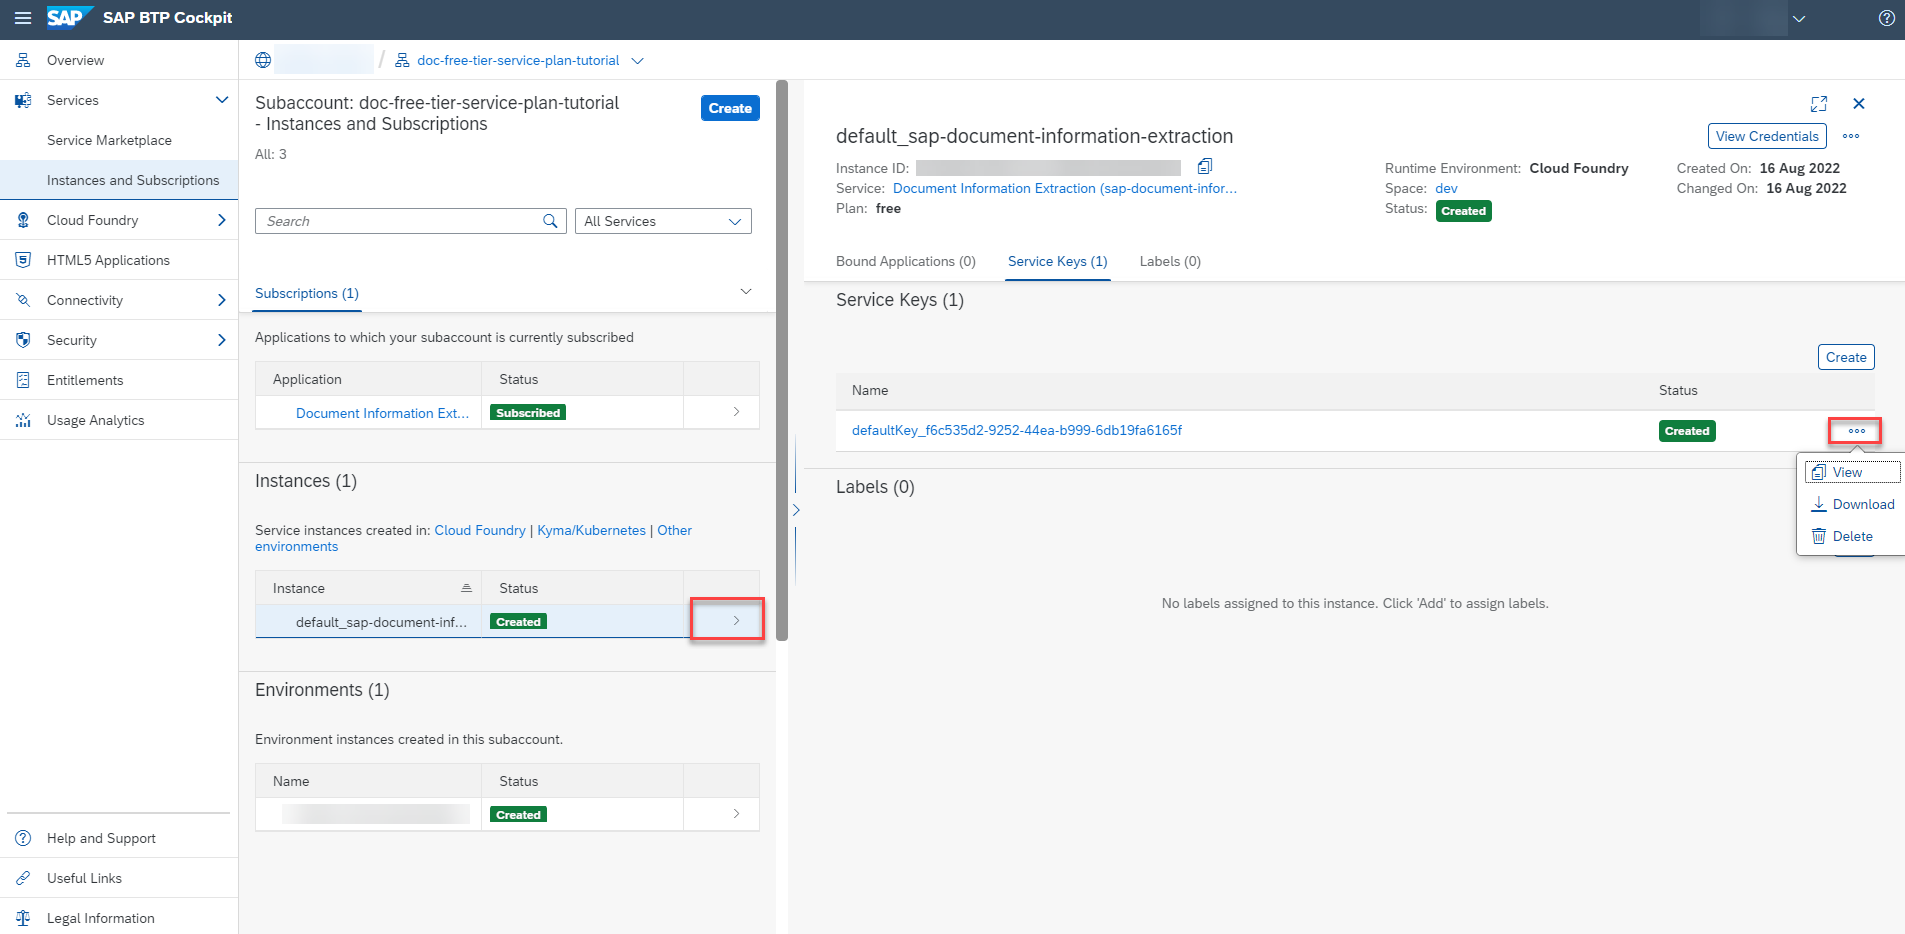 SAP SAP BTP Cockpit
Overview
Services
Service Marketplace
Instances and Subscriptions
Cloud Foundry
HTML5 Applications
Connectivity
Security
Entitlements
Usage Analytics
Help and Support
Useful Links
Legal Information
/ doc-free-tier-service-plan-tutorial
Subaccount: doc-free-tier-service-plan-tutorial
- Instances and Subscriptions
Create
All: 3
Search
All Services
Subscriptions (1)
Applications to which your subaccount is currently subscribed
Application Status
Document Information Ext... Subscribed
Instances (1)
Service instances created in: Cloud Foundry | Kyma/Kubernetes | Other
environments
Instance Status
default_sap-document-inf... Created
Environments (1)
Environment instances created in this subaccount.
Name Status
Created
default_sap-document-information-extraction
View Credentials
Instance ID:
Service: Document Information Extraction (sap-document-infor...
Plan: free
Runtime Environment: Cloud Foundry
Space: dev
Status: Created
Created On: 16 Aug 2022
Changed On: 16 Aug 2022
Bound Applications (0) Service Keys (1) Labels (0)
Service Keys (1)
Create
Name Status
defaultKey_f6c535d2-9252-44ea-b999-6db19fa6165f Created
View
Download
Delete
Labels (0)
No labels assigned to this instance. Click 'Add' to assign labels.